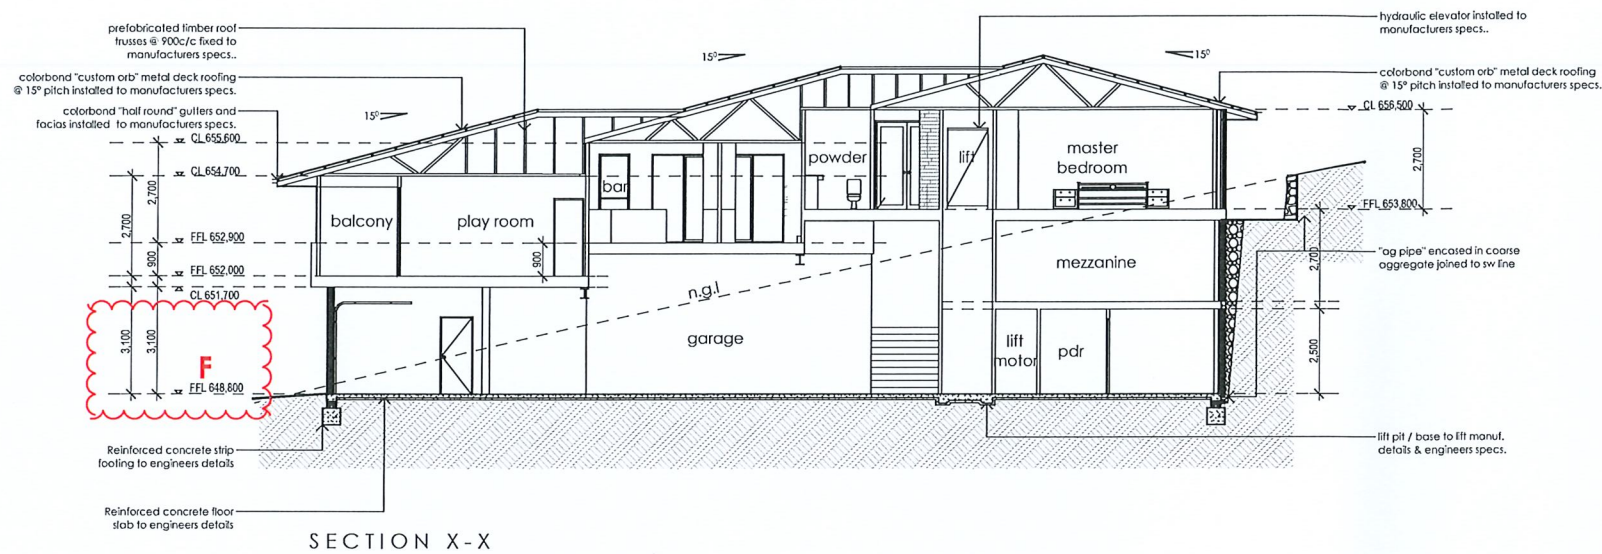 prefabricated timber roof
trusses @ 900c/c fixed to
manufacturers specs..
colorbond "custom orb" metal deck roofing
@ 15º pitch installed to manufacturers specs.
colorbond "half round" gutters and
facias installed to manufacturers specs.
15º
15º
15º
hydraulic elevator installed to
manufacturers specs..
colorbond "custom orb" metal deck roofing
@ 15º pitch installed to manufacturers specs.
CL 656,500
2,700
FFL 653,800
"ag pipe" encased in coarse
aggregate joined to sw line
2,700
2,500
lift pit / base to lift manuf.
details & engineers specs.
CL 655,600
CL 654,700
2,700
2,700
FFL 652,900
900
FFL 652,000
CL 651,700
3,100
3,100
F
FFL 648,800
balcony
play room
900
bar
powder
lift
master
bedroom
mezzanine
n.g.l
garage
lift
motor
pdr
Reinforced concrete strip
footing to engineers details
Reinforced concrete floor
slab to engineers details
SECTION X-X